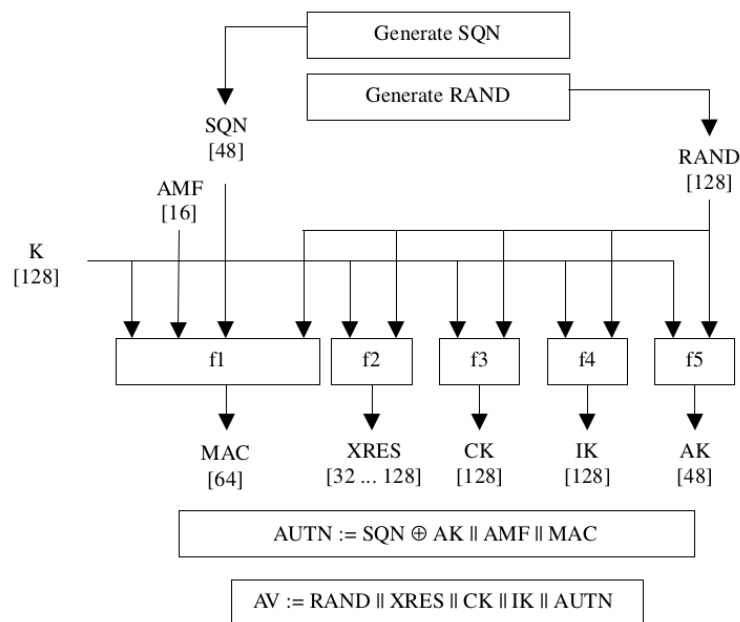 Generate SQN
Generate RAND
SQN
[48]
RAND
[128]
AMF
[16]
K
[128]
f1
f2
f3
f4
f5
MAC
[64]
XRES
[32 ... 128]
CK
[128]
IK
[128]
AK
[48]
AUTN := SQN ⊕ AK || AMF || MAC
AV := RAND || XRES || CK || IK || AUTN